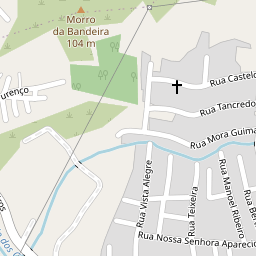 Morro
da Bandeira
104 m
Rua Castelo
Rua Tancredo
Rua Mora Guima
Rua Vista Alegre
Rua Teixeira
Rua Manoel Ribeiro
Rua Nossa Senhora Aparecid